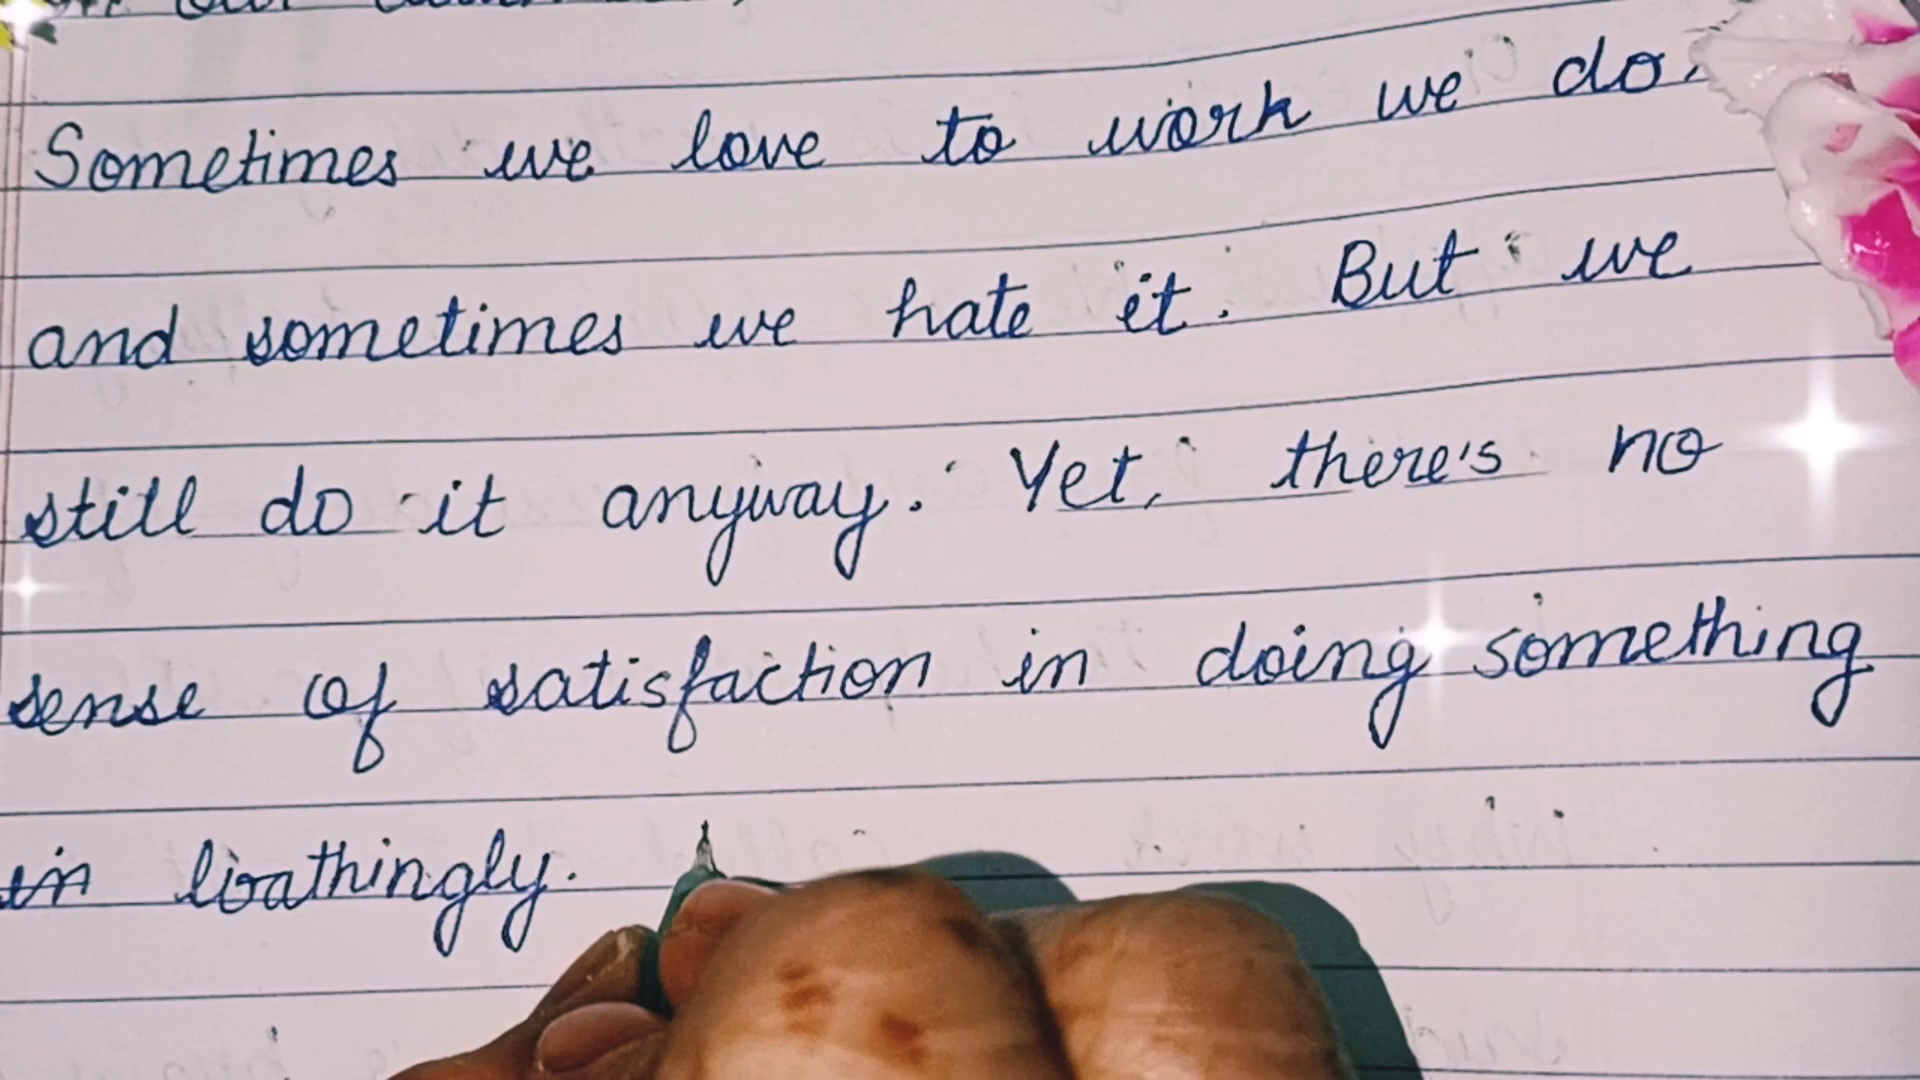 Sometimes we love to work we do,
and sometimes we hate it. But we
still do it anyway. Yet, there's no
sense of satisfaction in doing something
in loathingly.